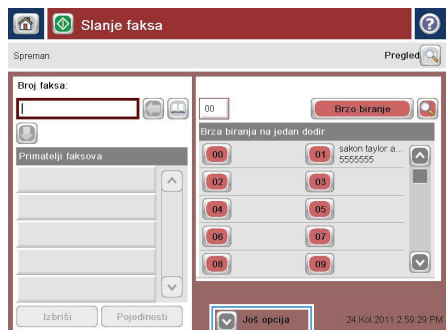 Slanje faksa
Spreman
Pregled
Broj faksa:
Primatelji faksova
Izbriši
Pojedinosti
00
Brzo biranje
Brza biranja na jedan dodir
00
01 sakon taylor a...
5555555
02 03
04 05
06 07
08 09
Još opcija
24.Kol.2011 2:59:29 PM